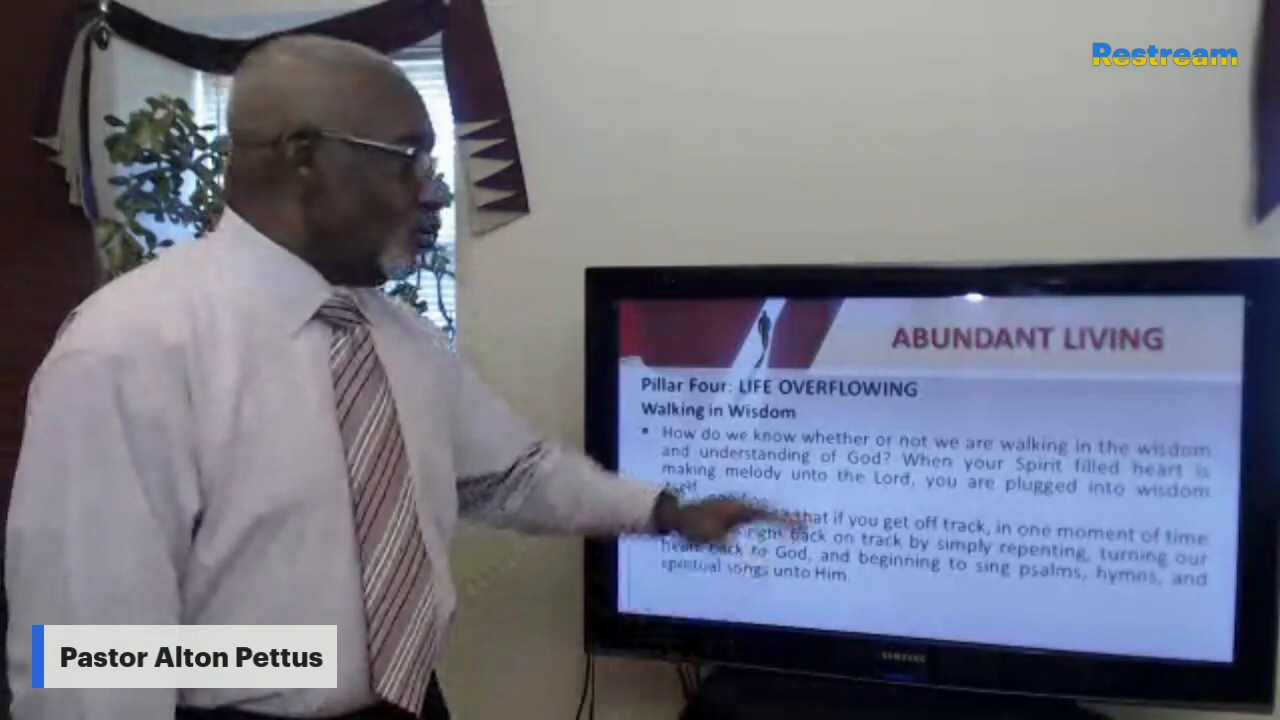 Restream
ABUNDANT LIVING
Pillar Four: LIFE OVERFLOWING
Walking in Wisdom
• How do we know whether or not we are walking in the wisdom
and understanding of God? When your Spirit filled heart is
making melody unto the Lord, you are plugged into wisdom
itself.
that if you get off track, in one moment of time
right back on track by simply repenting, turning our
heart back to God, and beginning to sing psalms, hymns, and
spiritual songs unto Him.
SAMSUNG
Pastor Alton Pettus